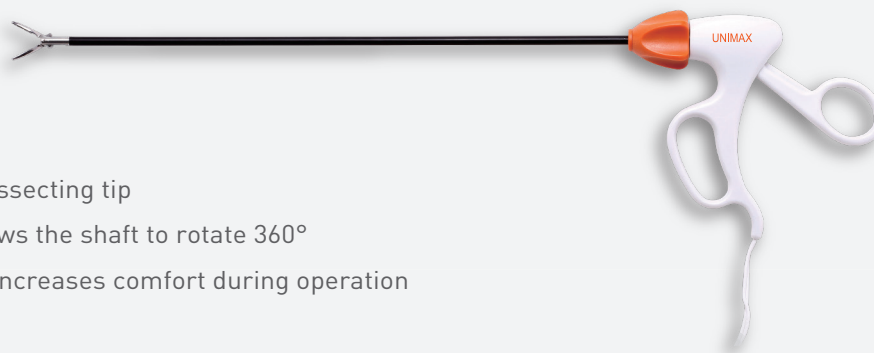 UNIMAX
ssecting tip
ws the shaft to rotate 360°
ncreases comfort during operation